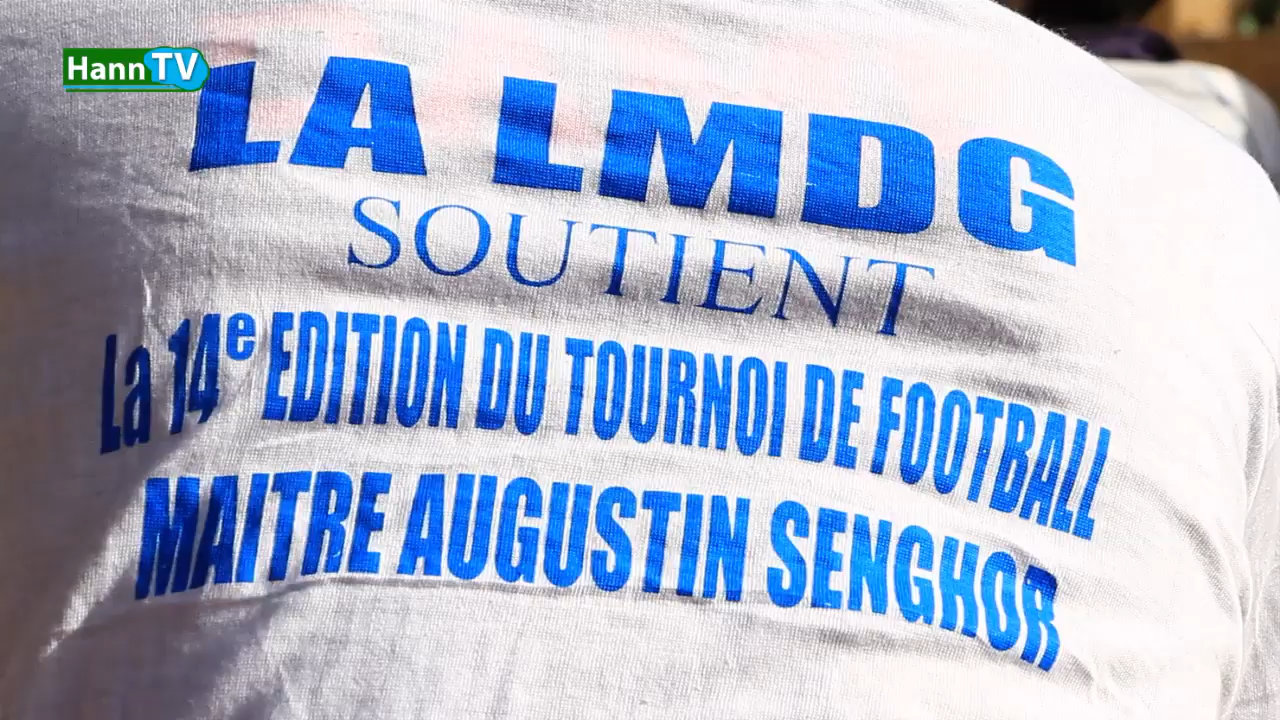 HannTV
LA LMDG
SOUTIENT
La 14e EDITION DU TOURNOI DE FOOTBALL
MAITRE AUGUSTIN SENGHOR